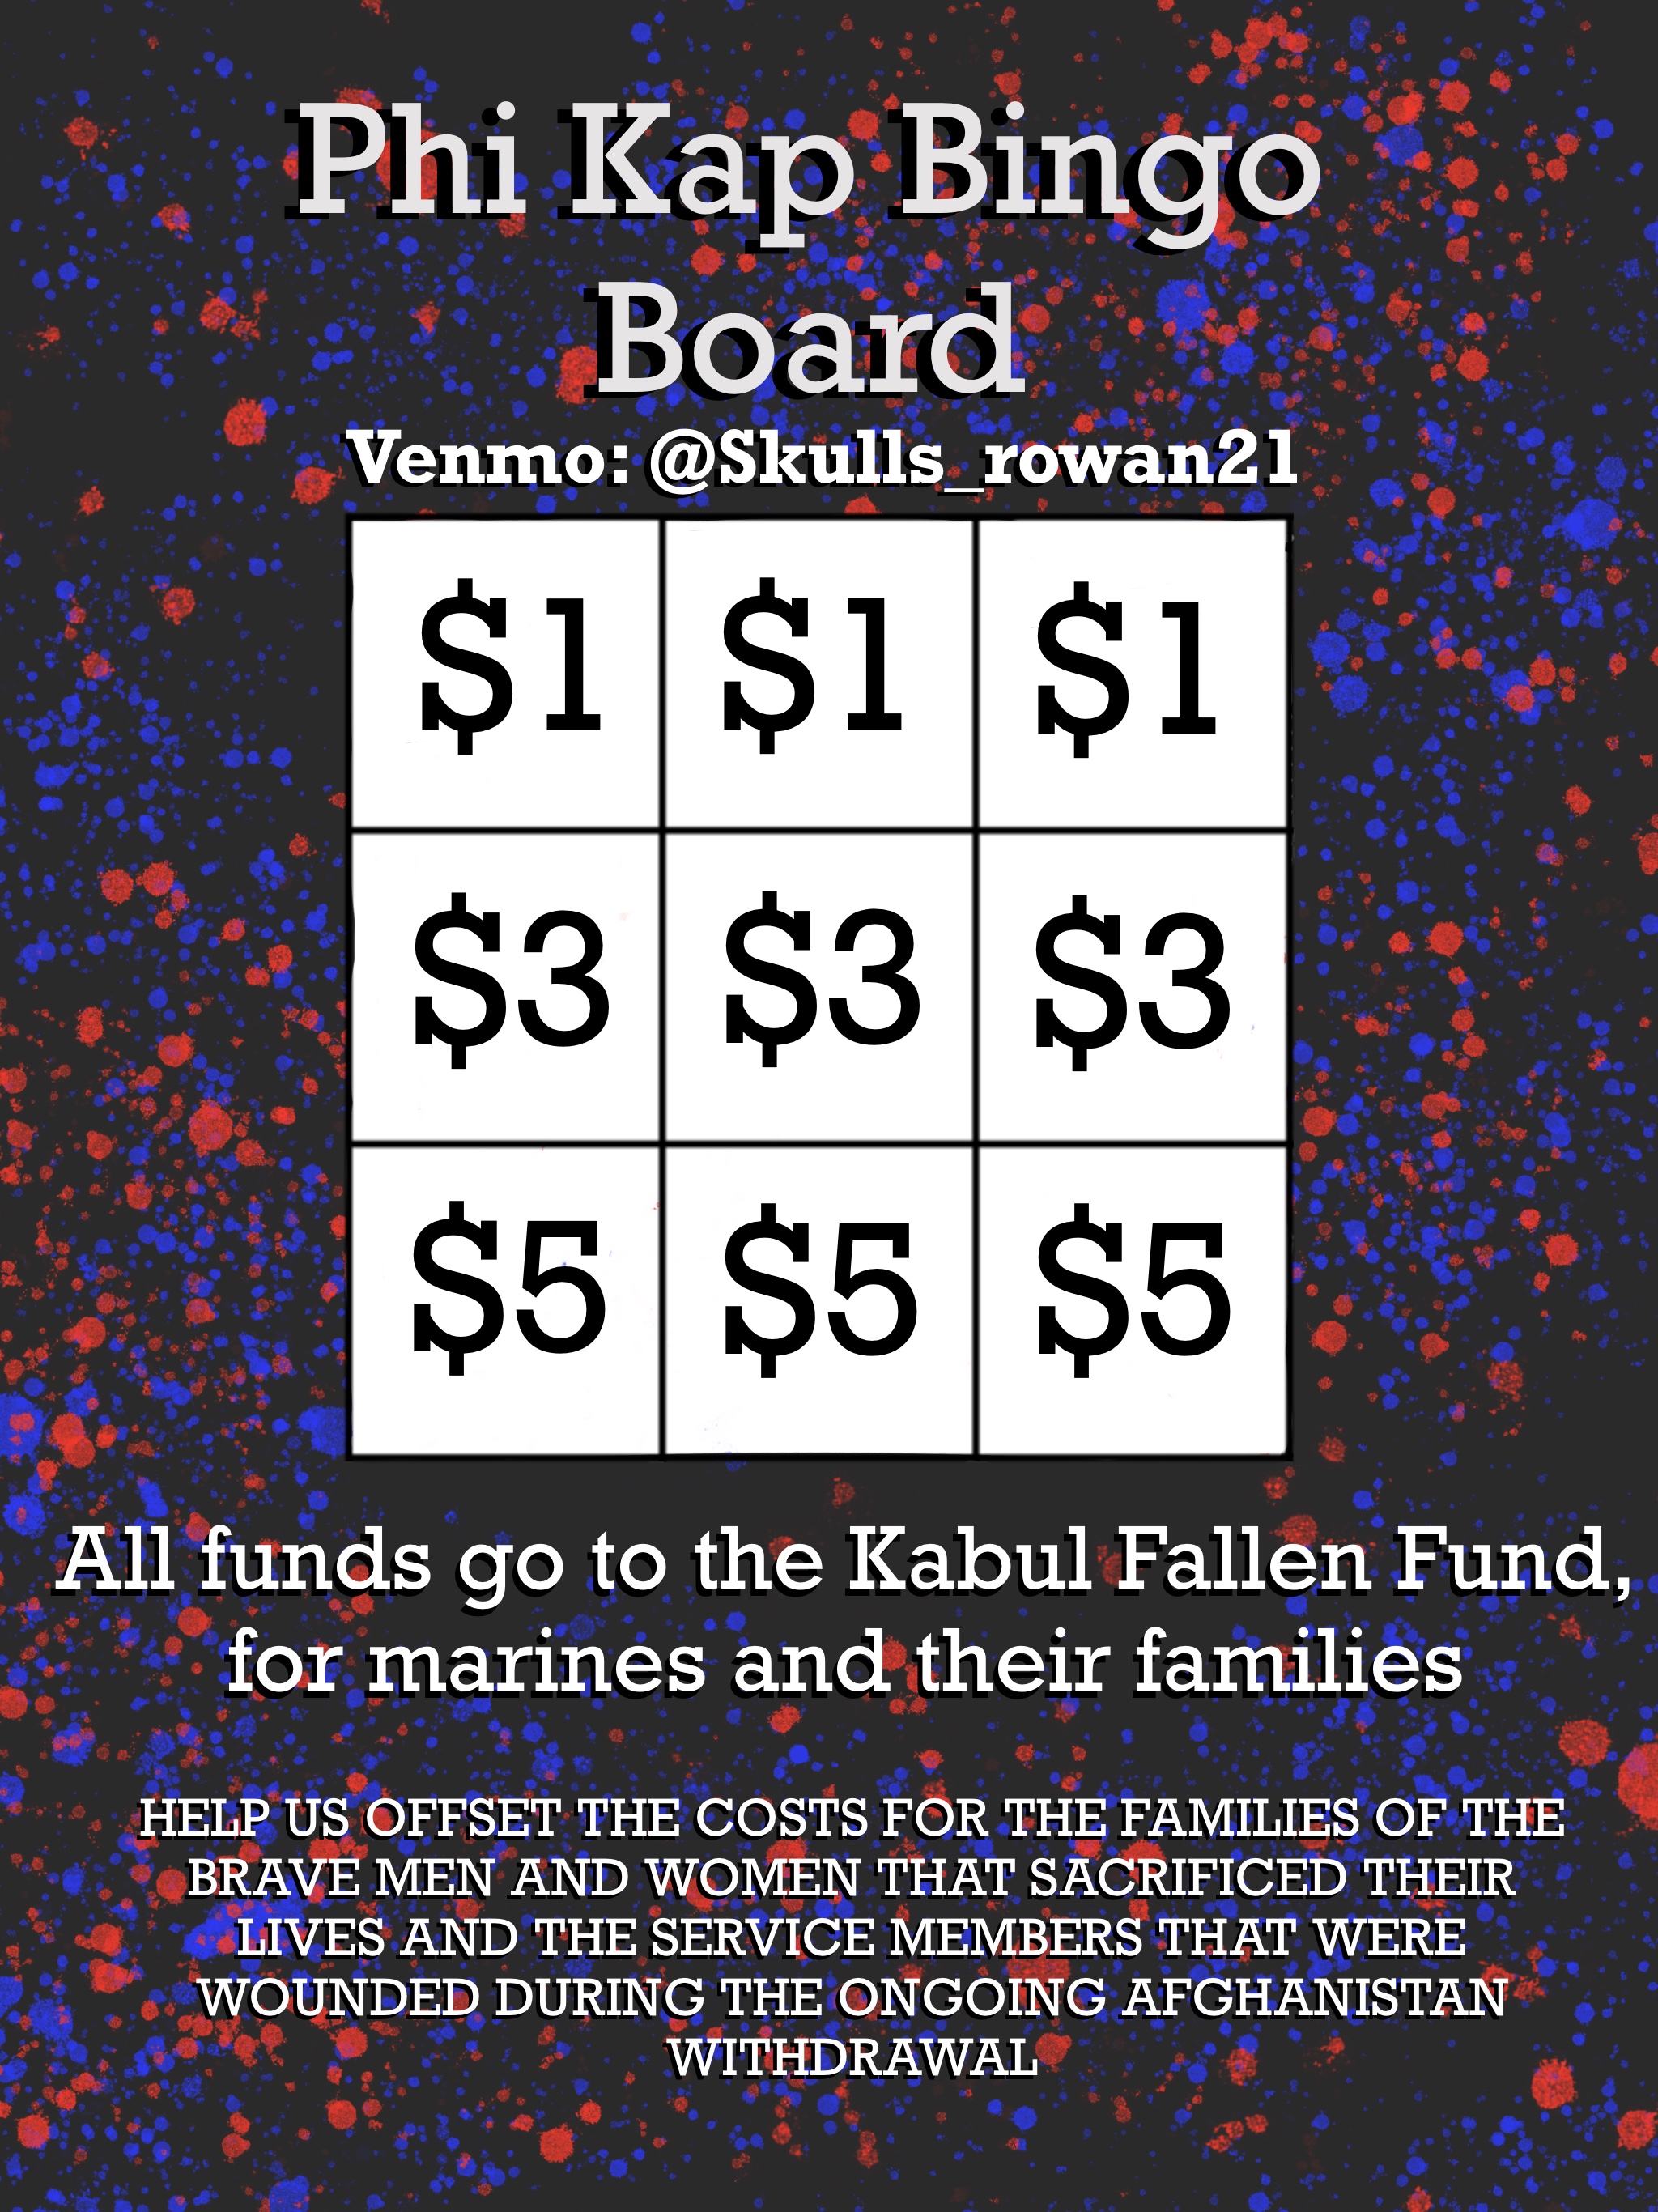 Phi Kap Bingo
Board
Venmo: @Skulls_rowan21
$1 $1 $1
$3 $3 $3
$5 $5 $5
All funds go to the Kabul Fallen Fund,
for marines and their families
HELP US OFFSET THE COSTS FOR THE FAMILIES OF THE
BRAVE MEN AND WOMEN THAT SACRIFICED THEIR
LIVES AND THE SERVICE MEMBERS THAT WERE
WOUNDED DURING THE ONGOING AFGHANISTAN
WITHDRAWAL